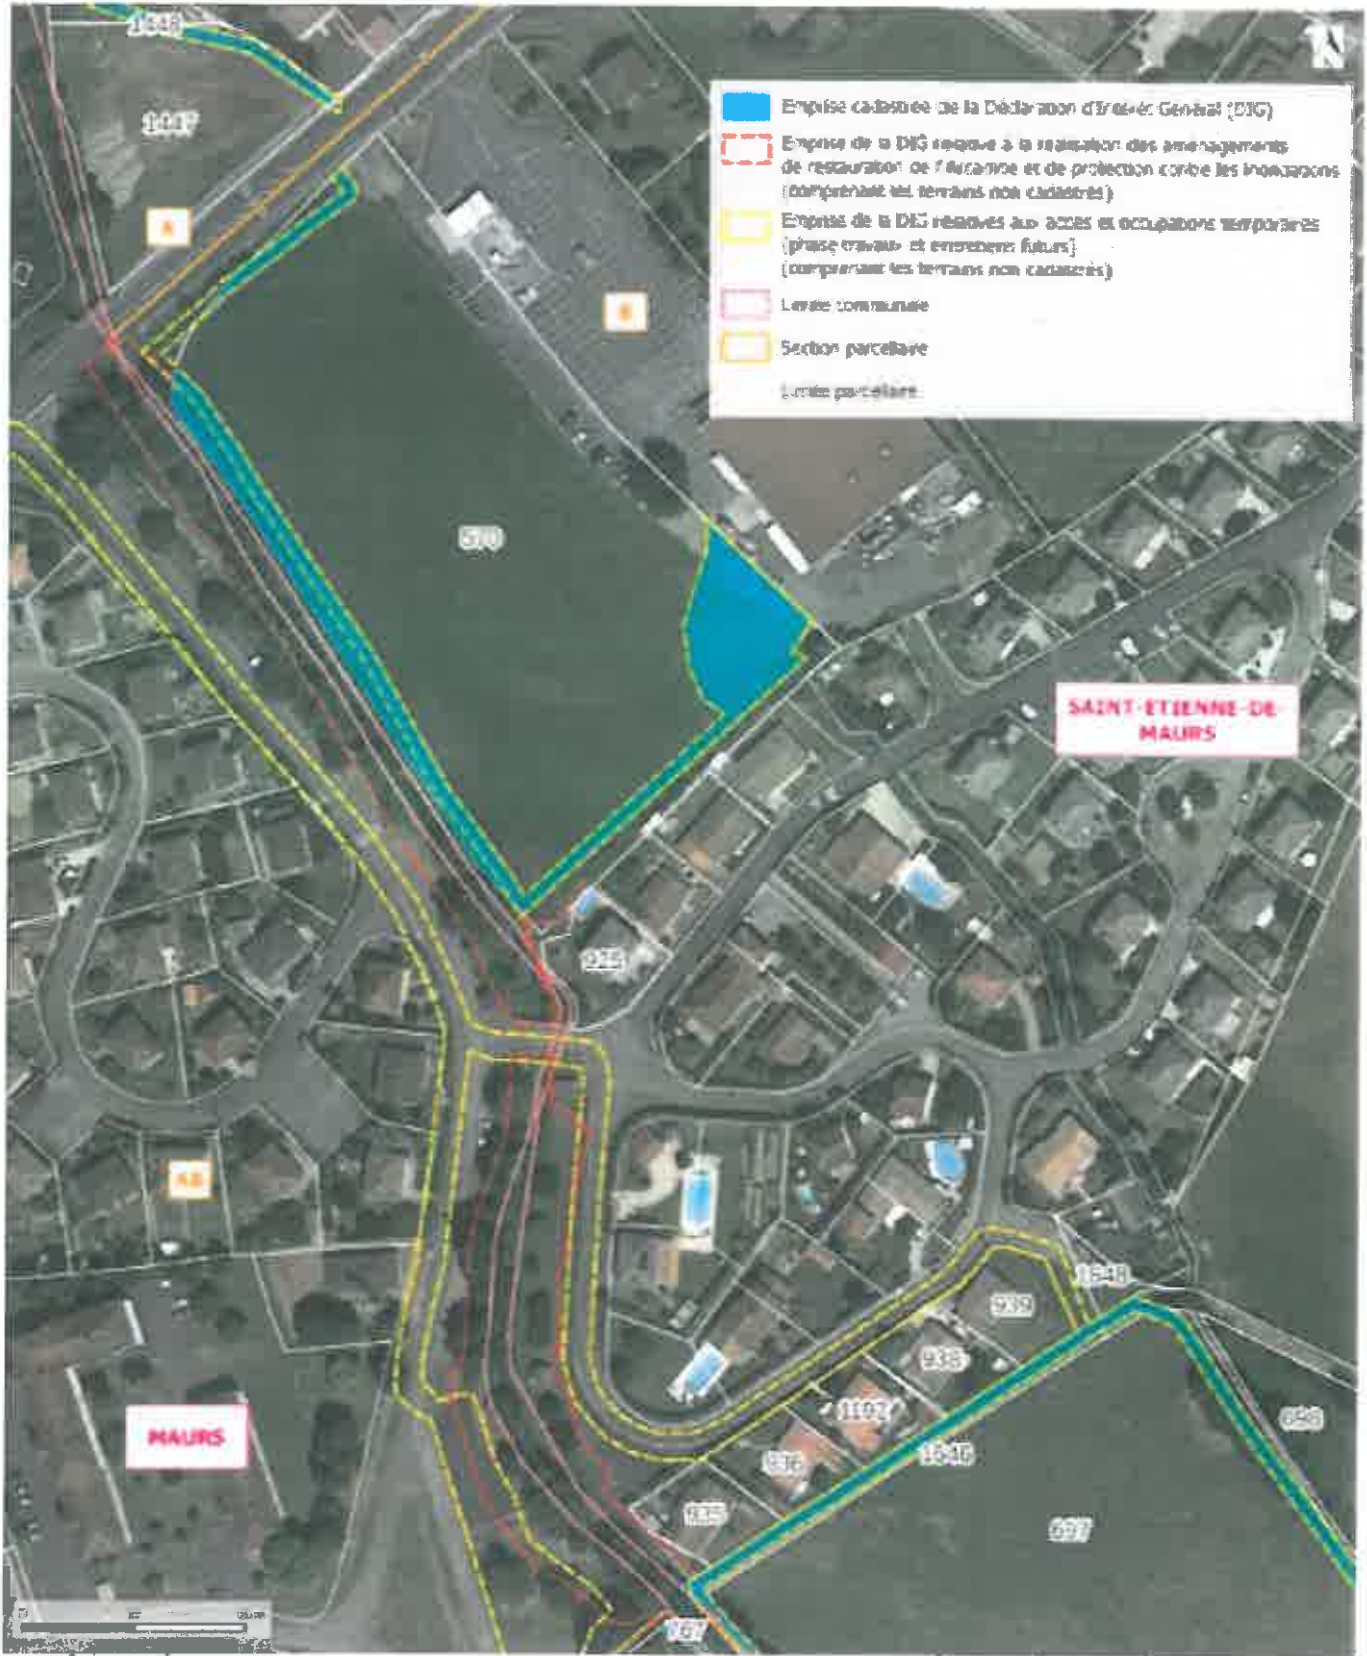 1648
1447
N
Emprise cadastrée de la Déclaration d'Intérêt Général (DIG)
Emprise de la DIG relative à la réalisation des aménagements
de restauration de l'Arcambe et de protection contre les inondations
(comprenant les terrains non cadastrés)
Emprise de la DIG relatives aux accès et occupations temporaires
(phase travaux et entretiens futurs)
(comprenant les terrains non cadastrés)
Limite communale
Section parcellaire
Limite parcellaire
570
SAINT-ETIENNE-DE-
MAURS
925
AB
1648
939
938
1192
698
MAURS
1646
936
935
697
767